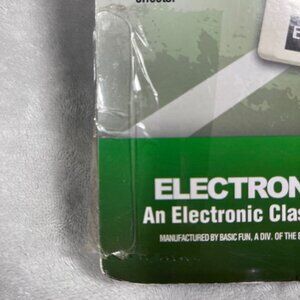 E
ELECTRON
An Electronic Clas
MANUFACTURED BY BASIC FUN, A DIV. OF THE B